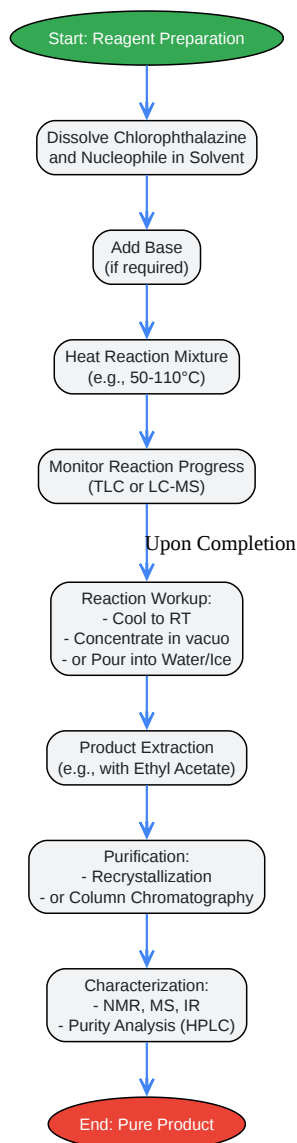 Start: Reagent Preparation
Dissolve Chlorophthalazine
and Nucleophile in Solvent
Add Base
(if required)
Heat Reaction Mixture
(e.g., 50-110°C)
Monitor Reaction Progress
(TLC or LC-MS)
Upon Completion
Reaction Workup:
- Cool to RT
- Concentrate in vacuo
- or Pour into Water/Ice
Product Extraction
(e.g., with Ethyl Acetate)
Purification:
- Recrystallization
- or Column Chromatography
Characterization:
- NMR, MS, IR
- Purity Analysis (HPLC)
End: Pure Product